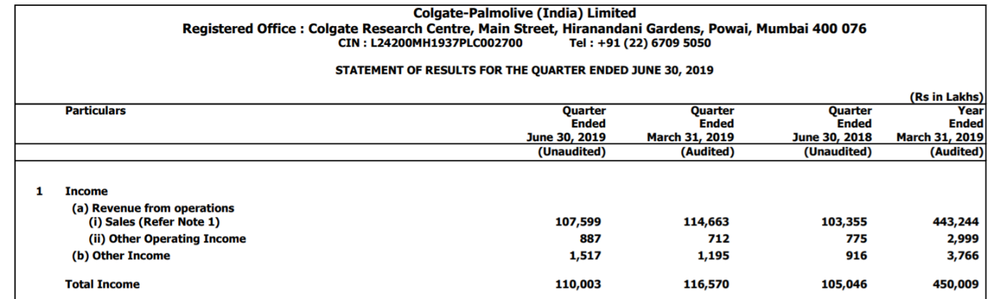 Colgate-Palmolive (India) Limited
Registered Office : Colgate Research Centre, Main Street, Hiranandani Gardens, Powai, Mumbai 400 076
CIN : L24200MH1937PLC002700 Tel : +91 (22) 6709 5050
STATEMENT OF RESULTS FOR THE QUARTER ENDED JUNE 30, 2019
(Rs in Lakhs)
Particulars Quarter Quarter Quarter Year
Ended Ended Ended Ended
June 30, 2019 March 31, 2019 June 30, 2018 March 31, 2019
(Unaudited) (Audited) (Unaudited) (Audited)
1 Income
(a) Revenue from operations
(i) Sales (Refer Note 1) 107,599 114,663 103,355 443,244
(ii) Other Operating Income 887 712 775 2,999
(b) Other Income 1,517 1,195 916 3,766
Total Income 110,003 116,570 105,046 450,009